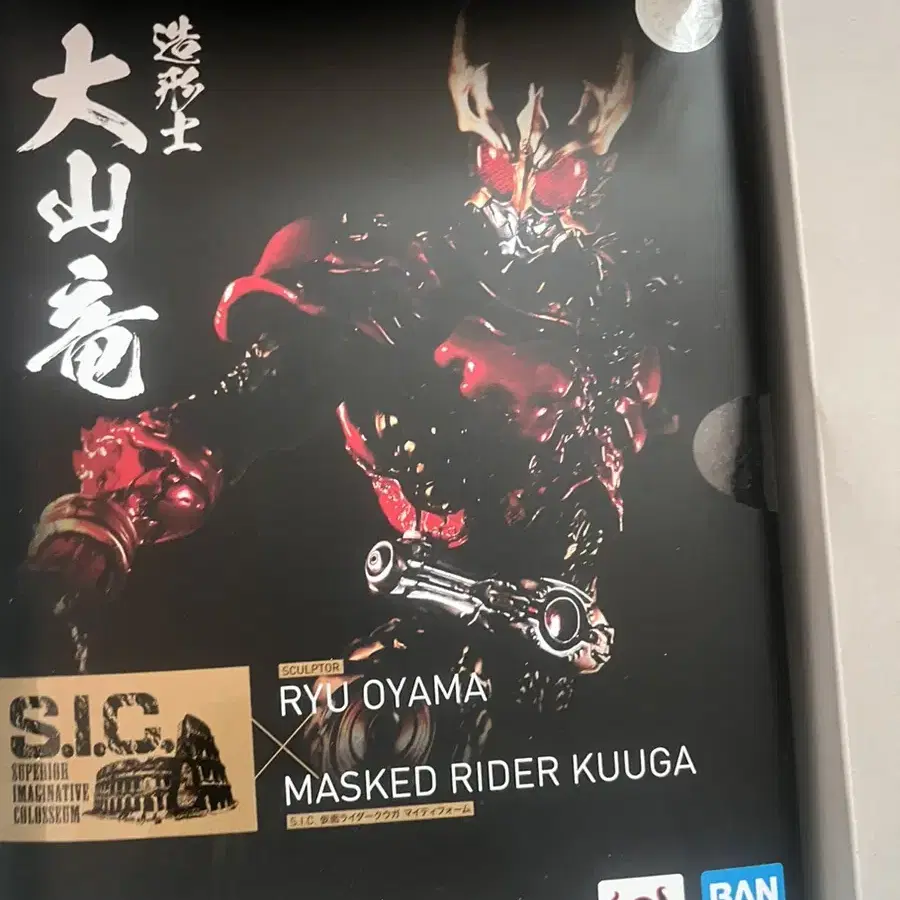 造形士
大山竜
S.I.C.
SUPERIOR
IMAGINATIVE
COLOSSEUM
SCULPTOR
RYU OYAMA
MASKED RIDER KUUGA
S.I.C. 仮面ライダークウガ マイティフォーム
BAN